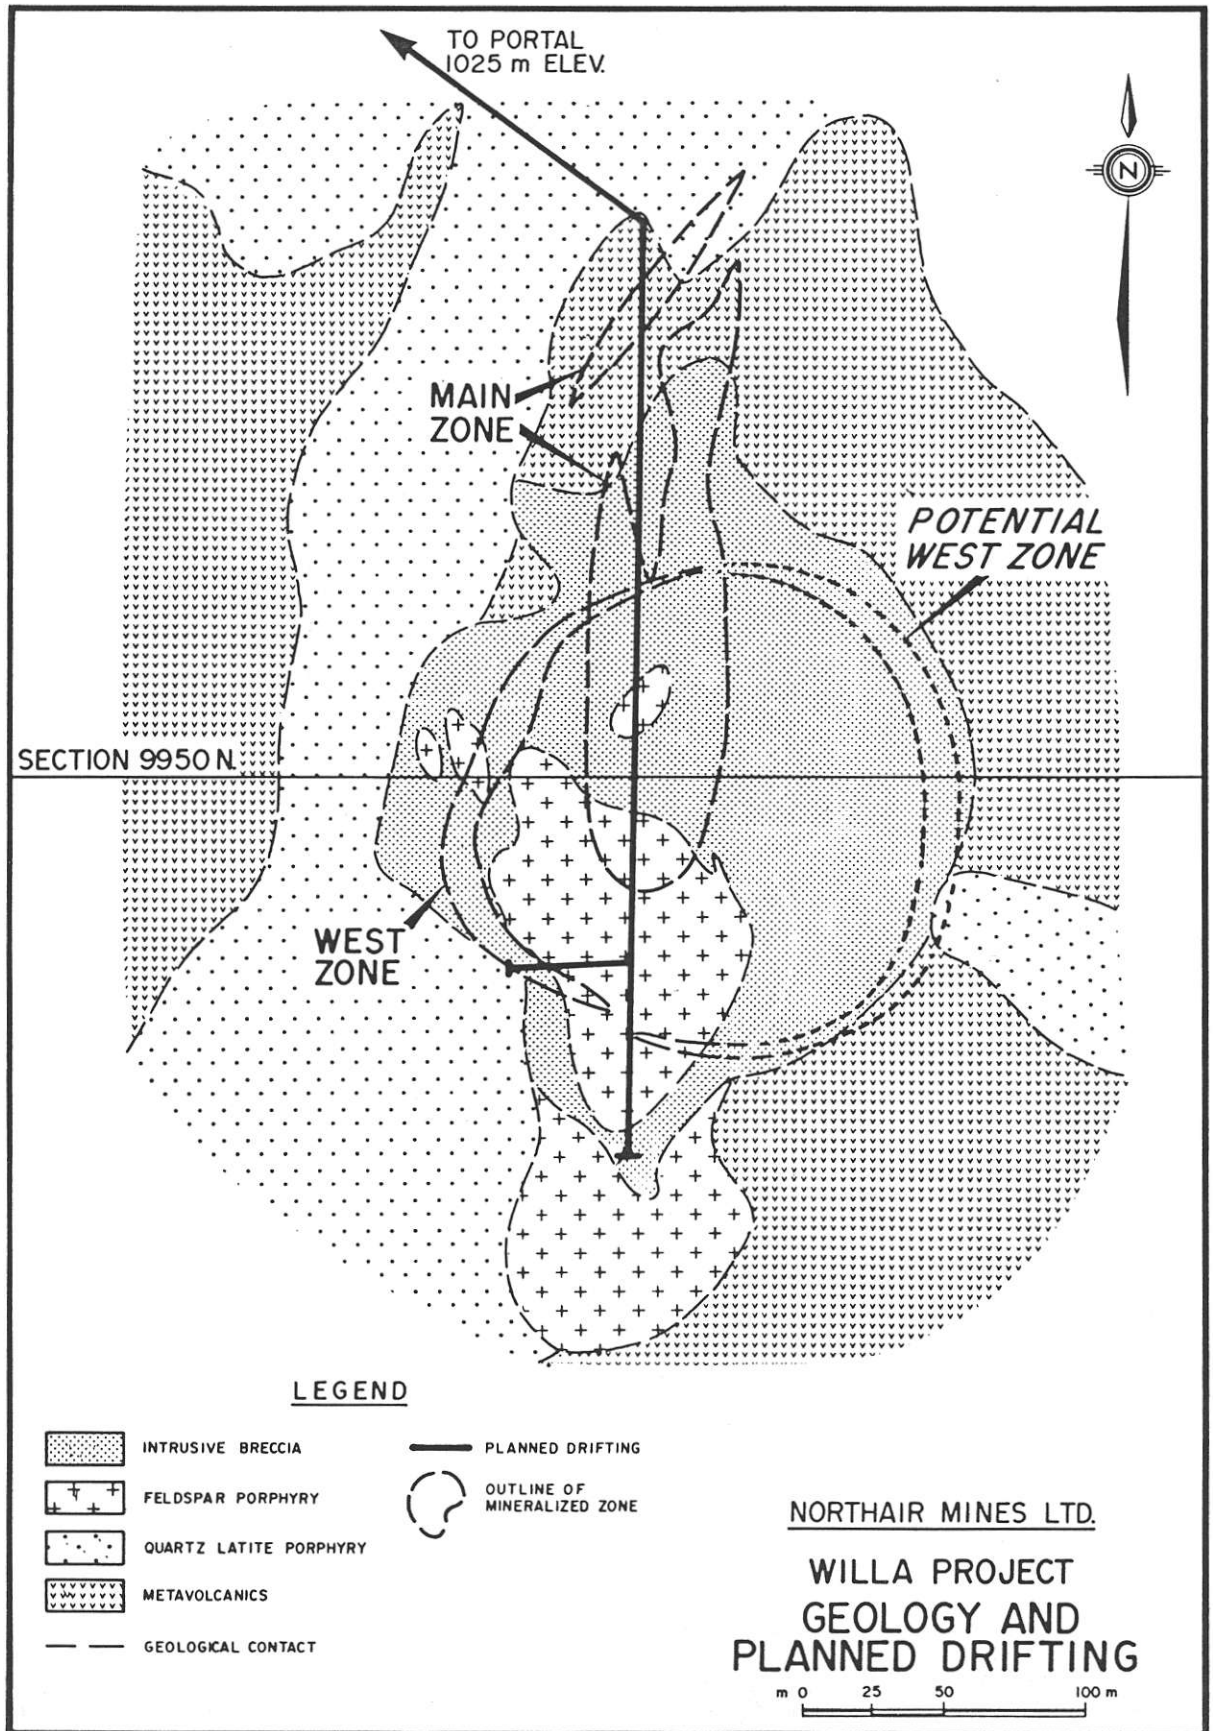 TO PORTAL
1025 m ELEV.
N
MAIN
ZONE
POTENTIAL
WEST ZONE
SECTION 9950 N.
WEST
ZONE
LEGEND
INTRUSIVE BRECCIA
FELDSPAR PORPHYRY
QUARTZ LATITE PORPHYRY
METAVOLCANICS
GEOLOGICAL CONTACT
PLANNED DRIFTING
OUTLINE OF
MINERALIZED ZONE
NORTHAIR MINES LTD.
WILLA PROJECT
GEOLOGY AND
PLANNED DRIFTING
m 0 25 50 100 m